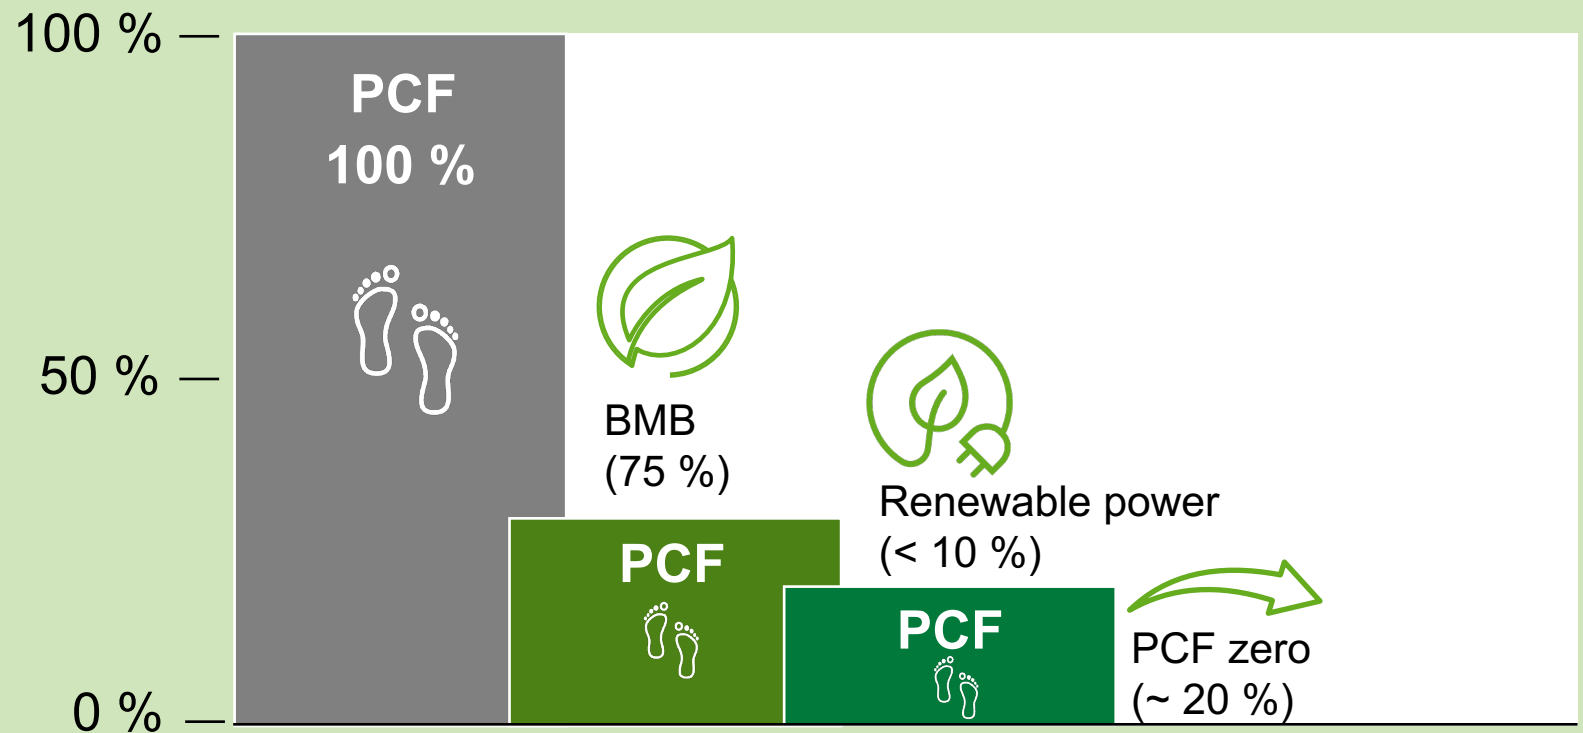 100 %
50 %
0 %
PCF
100 %
BMB
(75 %)
PCF
Renewable power
(< 10 %)
PCF
PCF zero
(~ 20 %)